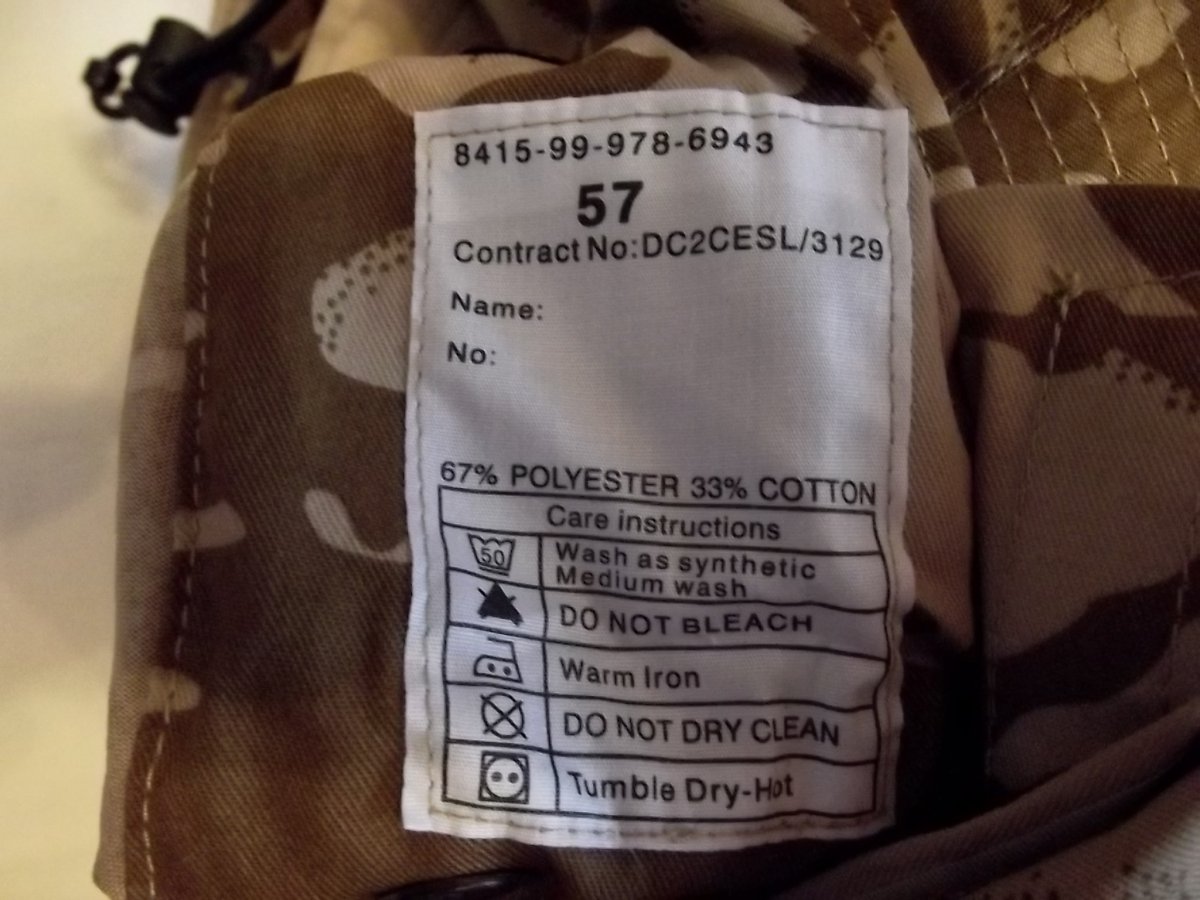 8415-99-978-6943
57
Contract No:DC2CESL/3129
Name:
No:
67% POLYESTER 33% COTTON
Care instructions
50
Wash as synthetic
Medium wash
DO NOT BLEACH
Warm Iron
DO NOT DRY CLEAN
Tumble Dry-Hot